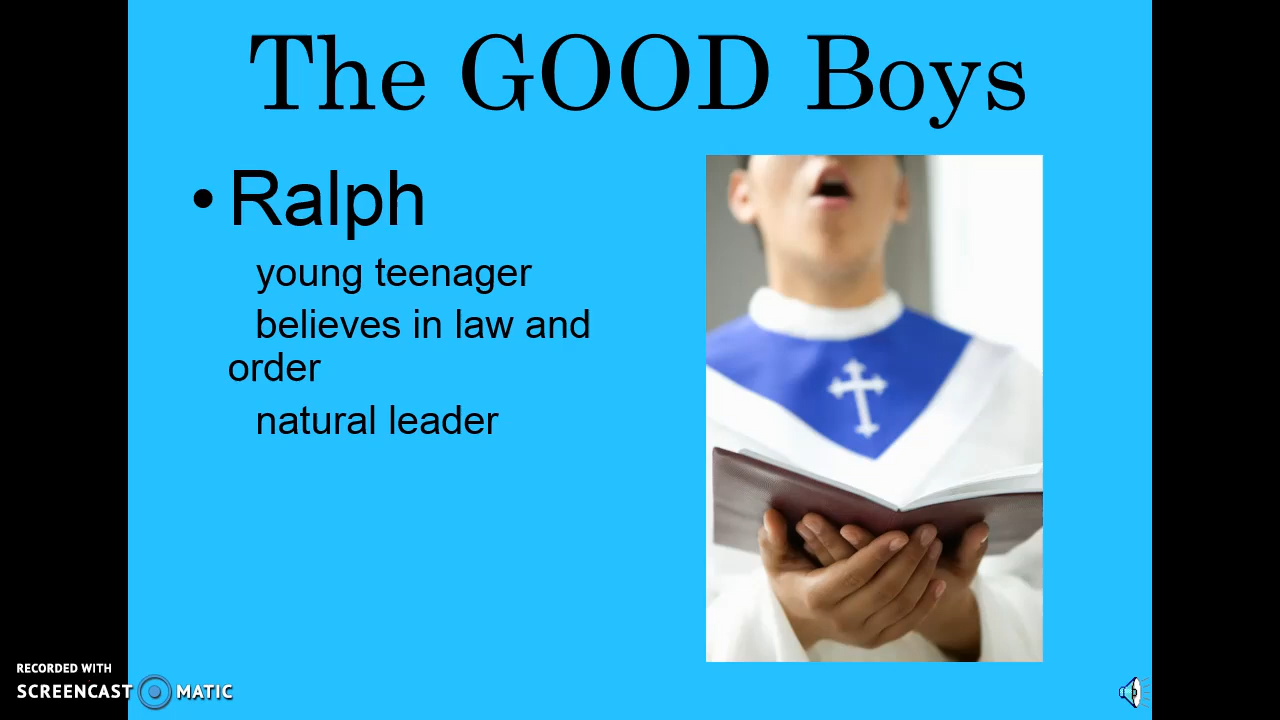 The GOOD Boys
• Ralph
young teenager
believes in law and
order
natural leader
RECORDED WITH
SCREENCAST MATIC